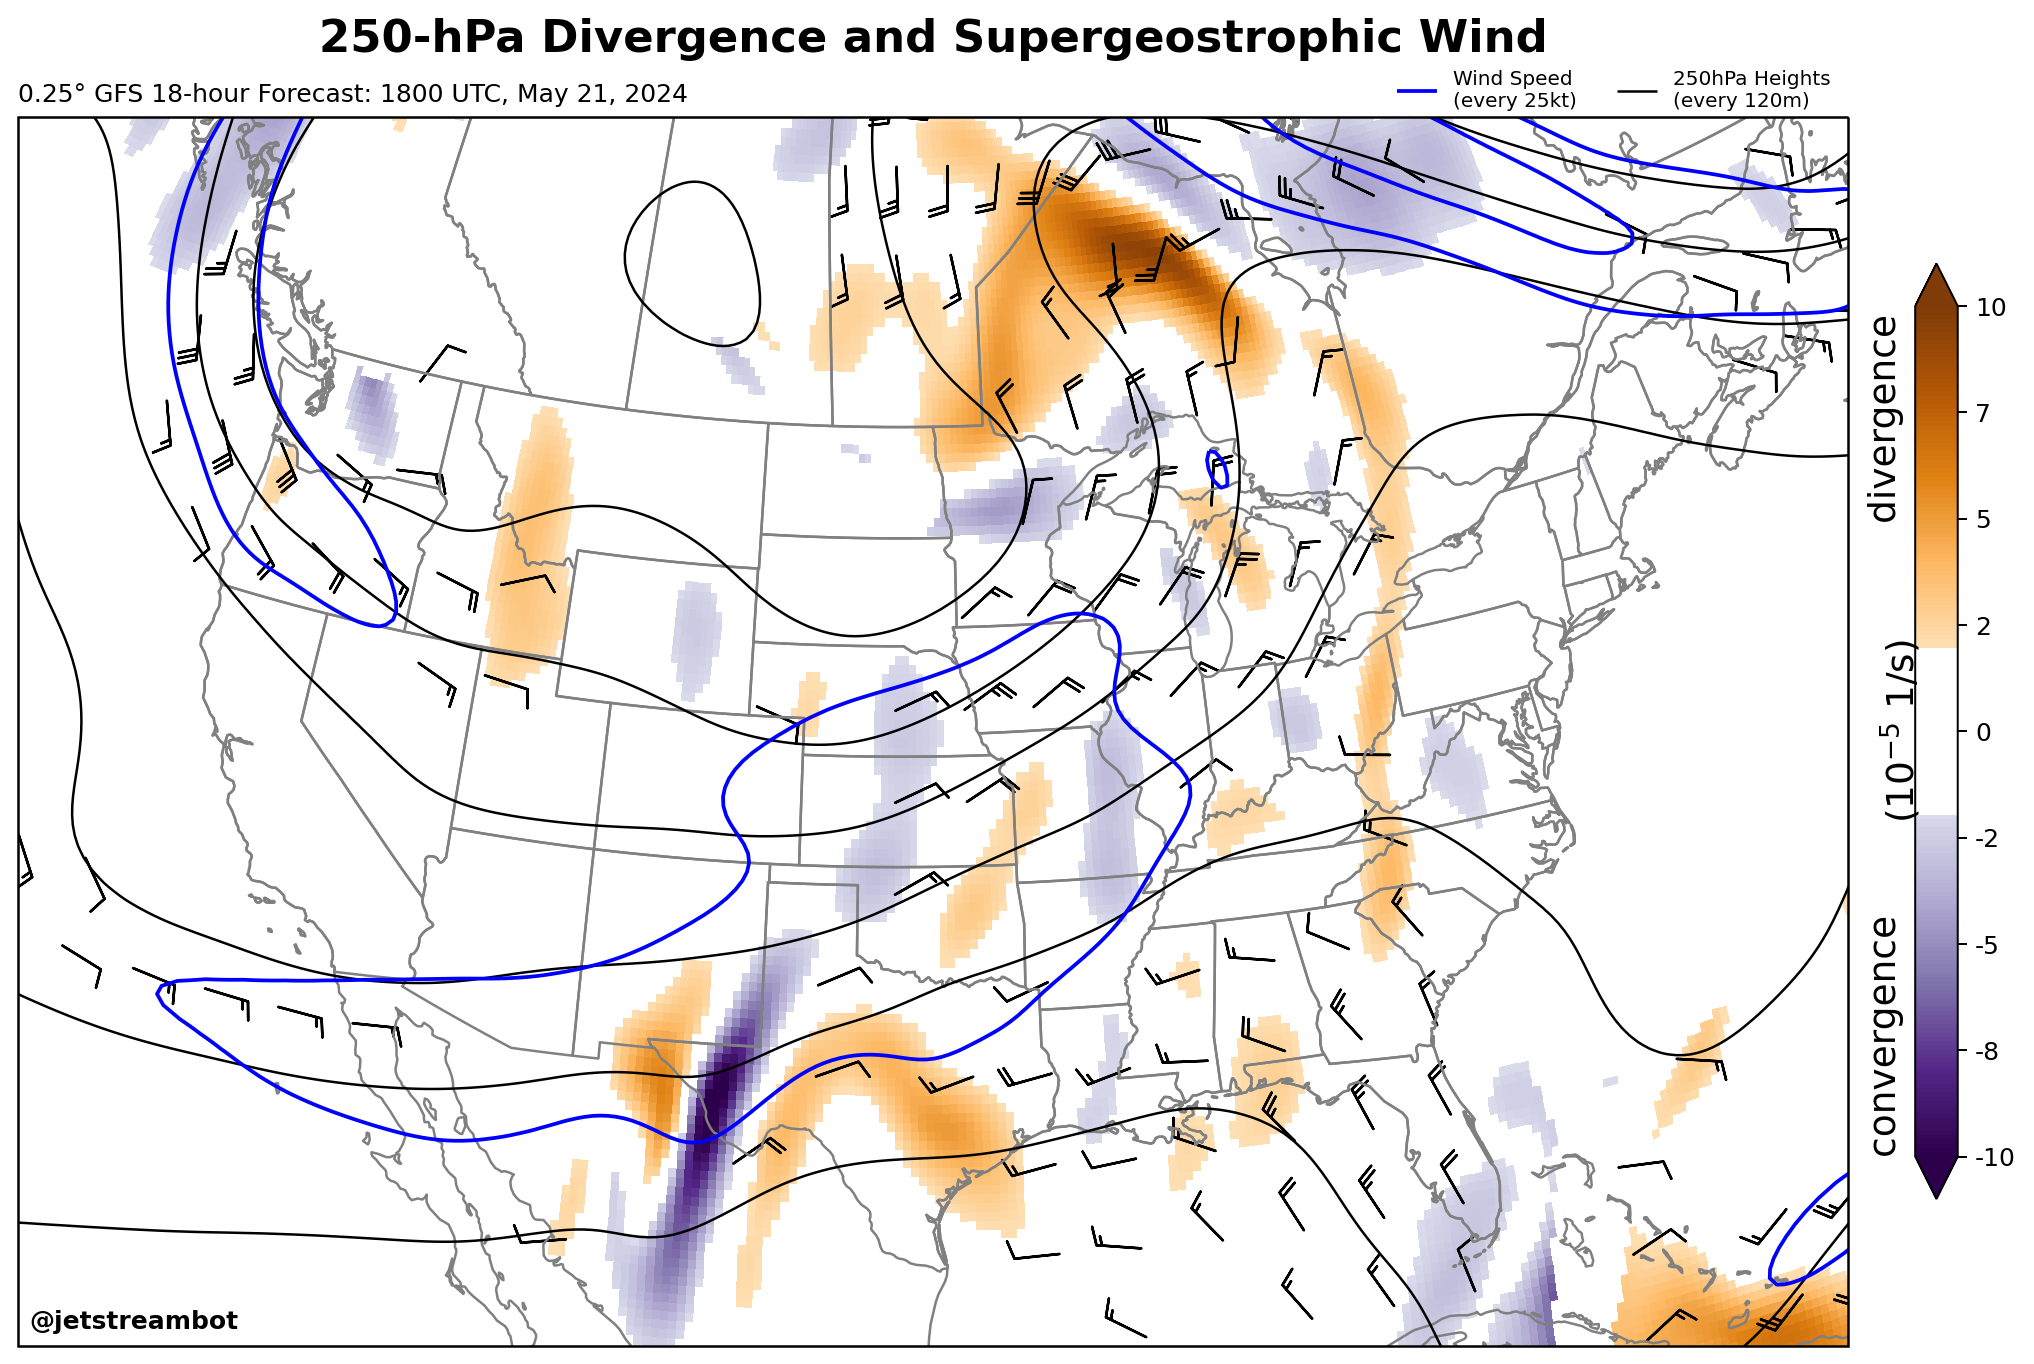 250-hPa Divergence and Supergeostrophic Wind
0.25° GFS 18-hour Forecast: 1800 UTC, May 21, 2024
Wind Speed
(every 25kt)
250hPa Heights
(every 120m)
10
7
5
2
0
-2
-5
-8
-10
divergence
(10⁻⁵ 1/s)
convergence
@jetstreambot